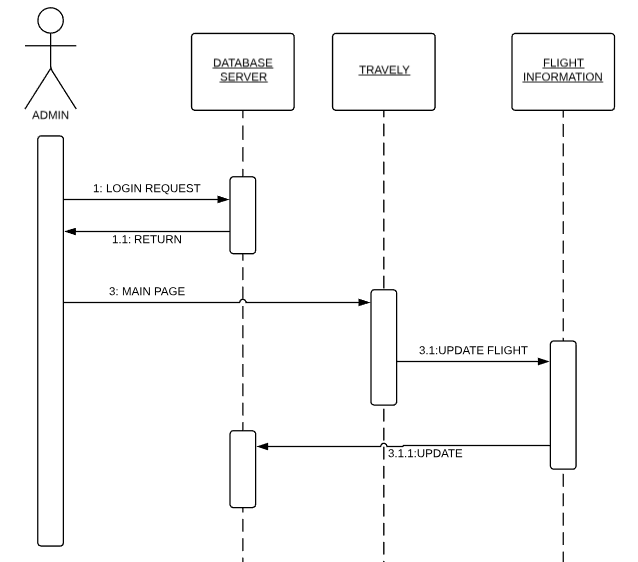 DATABASE
SERVER
TRAVELY
FLIGHT
INFORMATION
ADMIN
1: LOGIN REQUEST
1.1: RETURN
3: MAIN PAGE
3.1:UPDATE FLIGHT
3.1.1:UPDATE